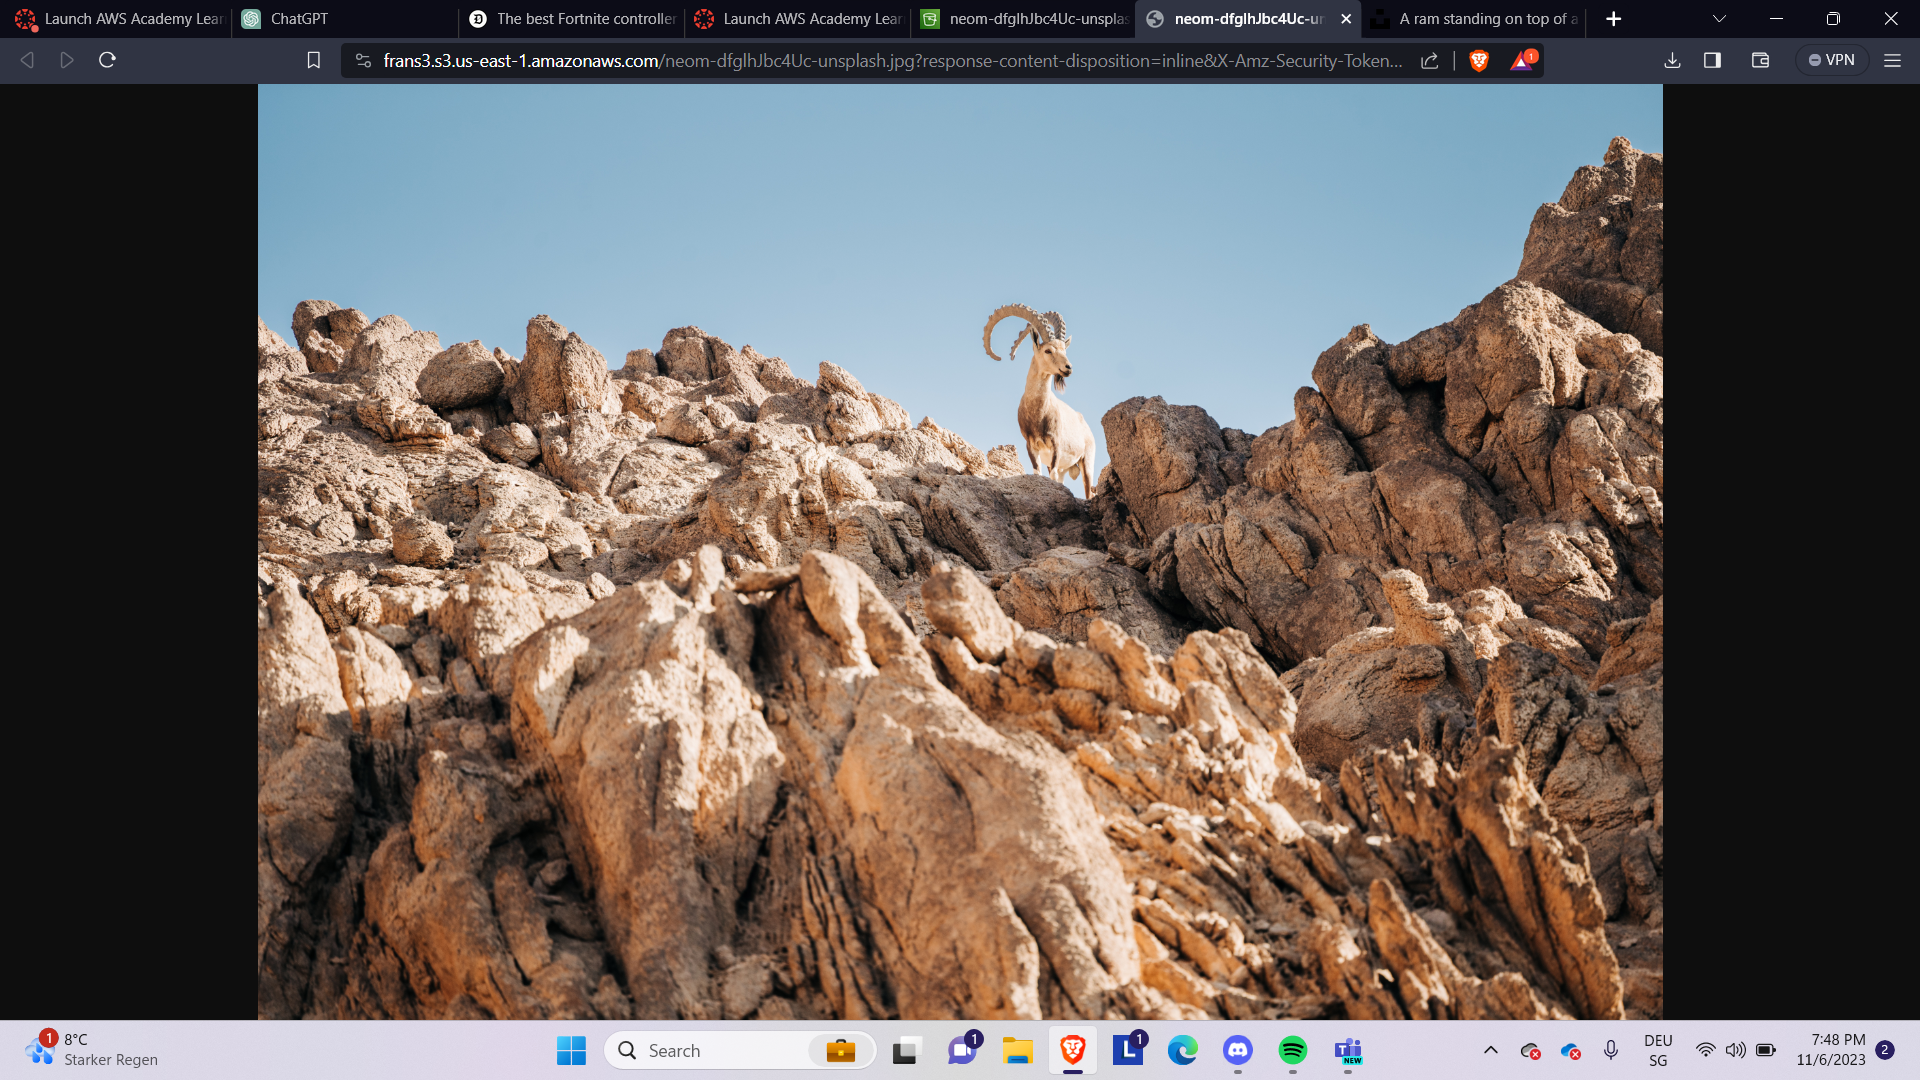 Launch AWS Academy Lear
ChatGPT
The best Fortnite controller
Launch AWS Academy Lear
neom-dfglhJbc4Uc-unsplas
neom-dfglhJbc4Uc-un
A ram standing on top of a
frans3.s3.us-east-1.amazonaws.com/neom-dfglhJbc4Uc-unsplash.jpg?response-content-disposition=inline&X-Amz-Security-Token...
1
VPN
1
8°C
Starker Regen
Search
1
L
1
T
NEW
DEU
SG
7:48 PM
11/6/2023
2